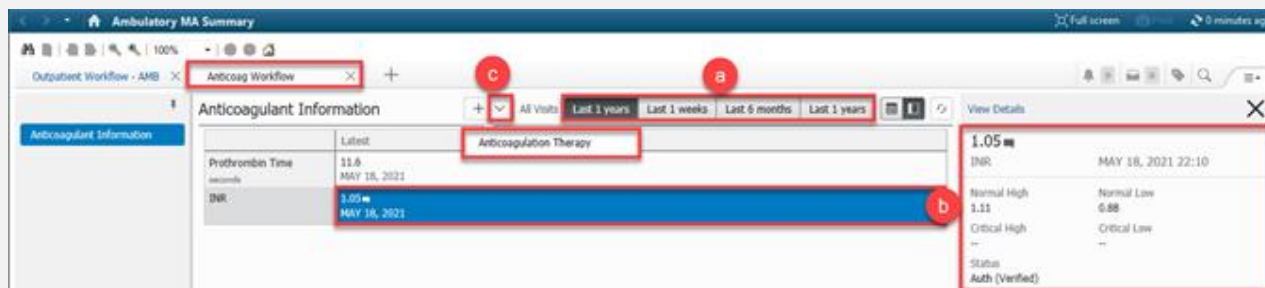 Ambulatory MA Summary
Full screen
0 minutes ag
100%
Outpatient Workflow - AMB
Anticoag Workflow
c
a
Anticoagulant Information
All Visits Last 1 years Last 1 weeks Last 6 months Last 1 years
View Details
Anticoagulant Information
Latest
Anticoagulation Therapy
Prothrombin Time
seconds
11.6
MAY 18, 2021
INR
1.05
MAY 18, 2021
b
1.05
INR MAY 18, 2021 22:10
Normal High Normal Low
1.11 0.88
Critical High Critical Low
-- --
Status
Auth (Verified)